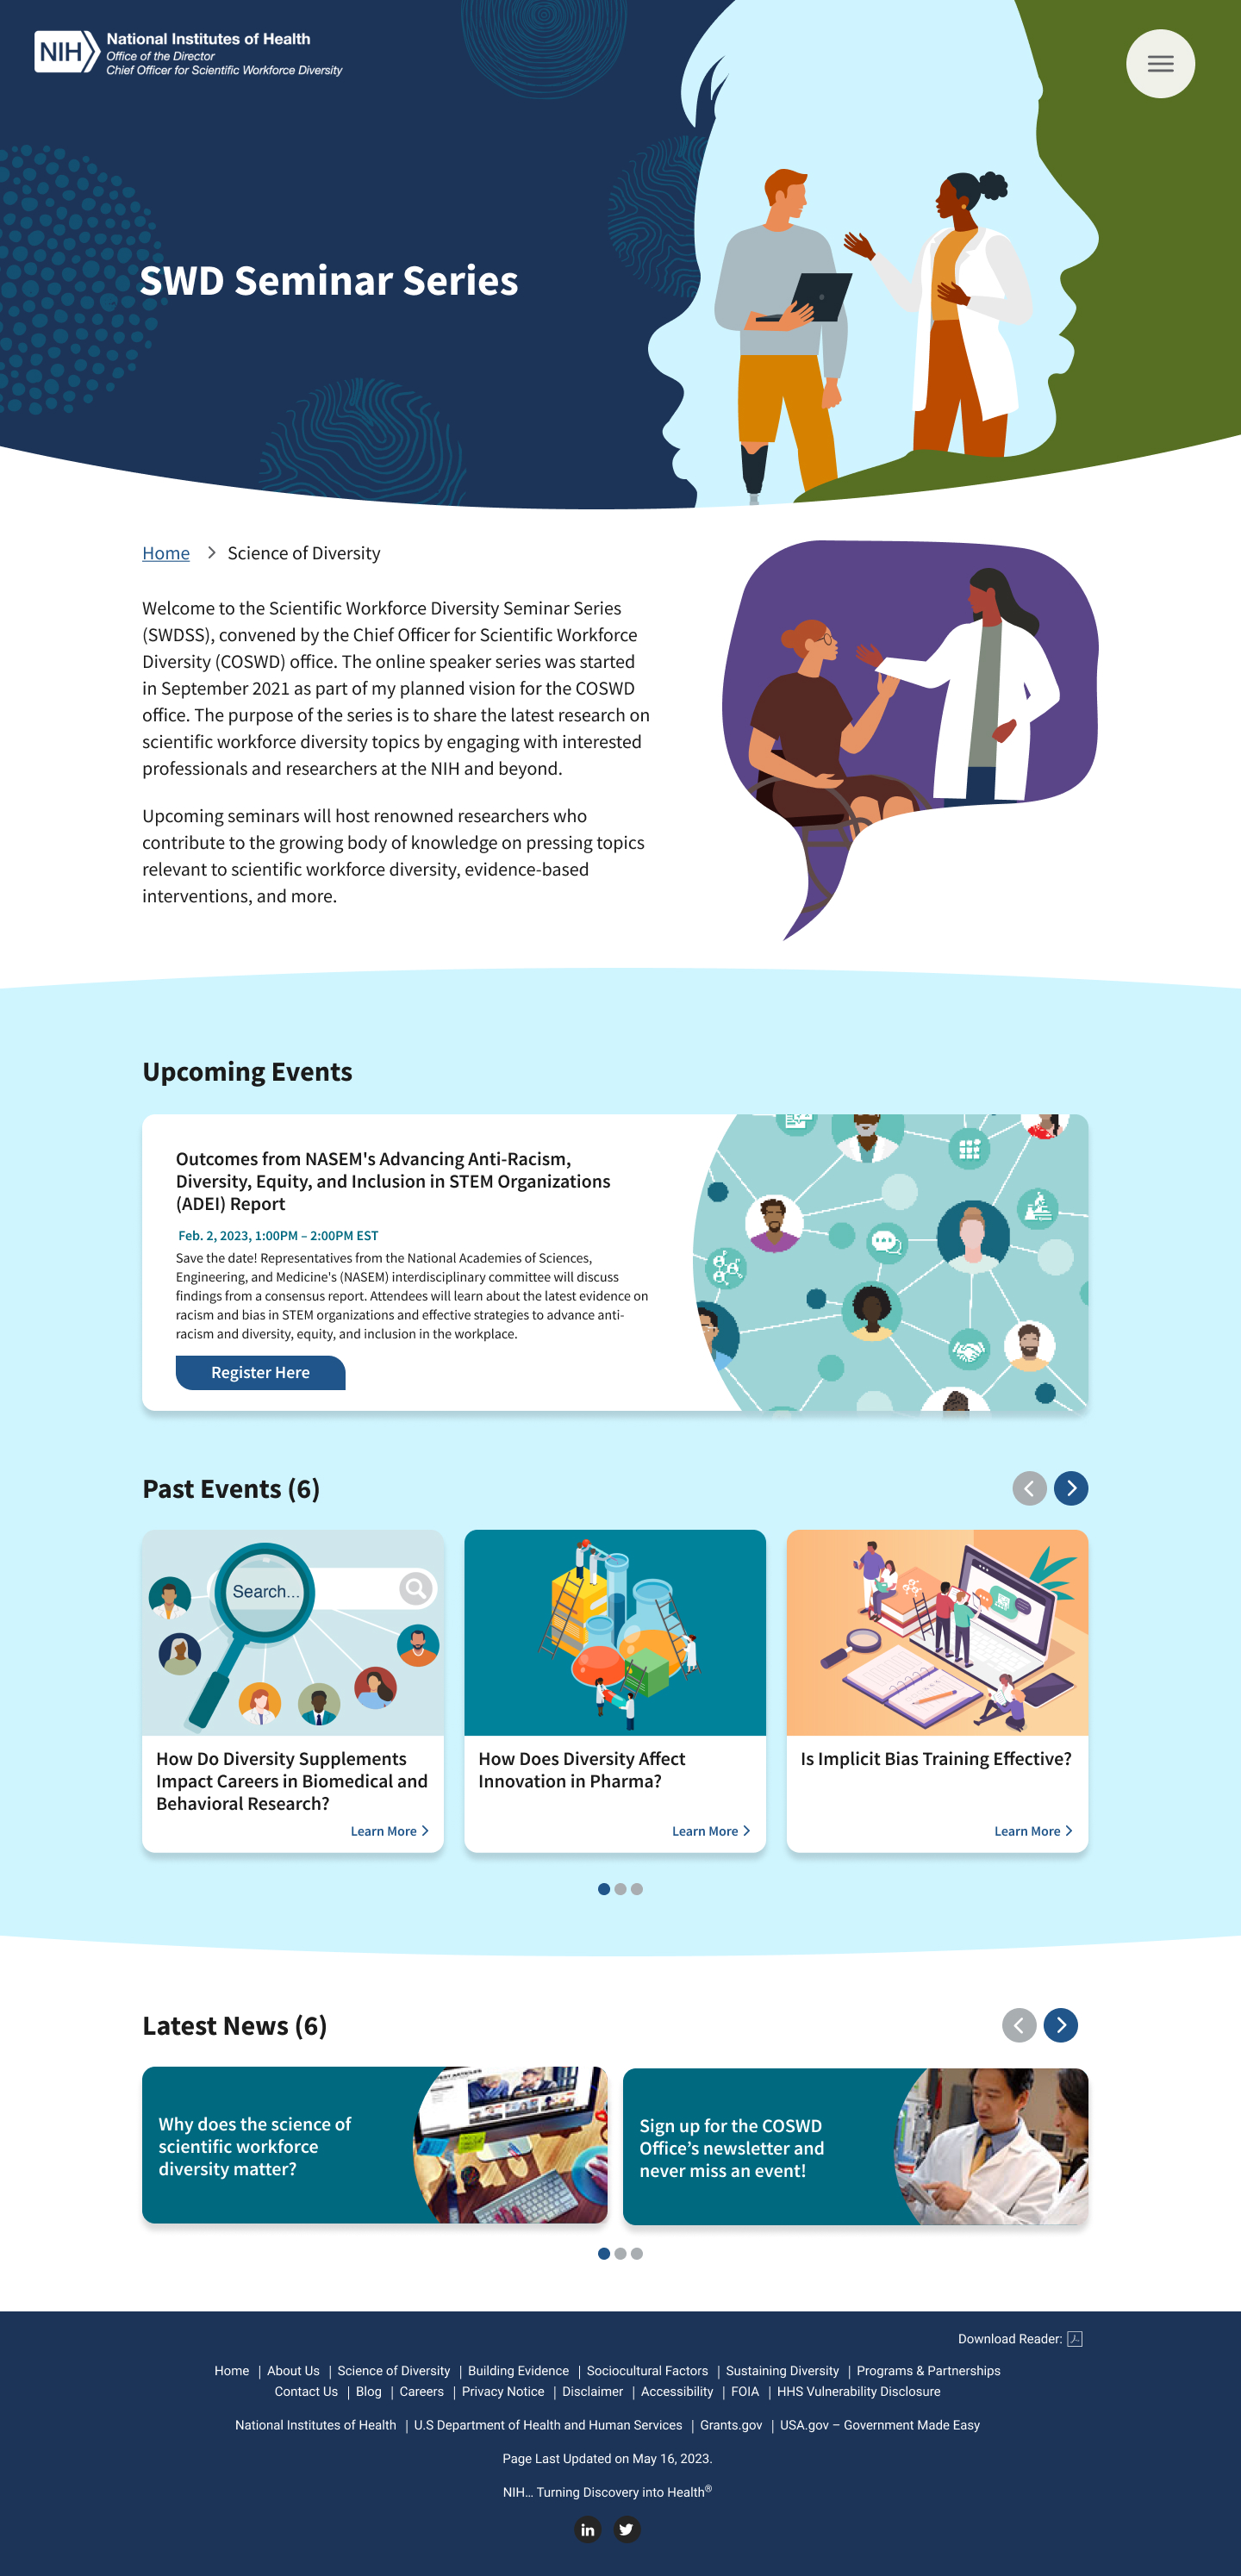 NIH
National Institutes of Health
Office of the Director
Chief Officer for Scientific Workforce Diversity
SWD Seminar Series
Home
Science of Diversity
Welcome to the Scientific Workforce Diversity Seminar Series
(SWDSS), convened by the Chief Officer for Scientific Workforce
Diversity (COSWD) office. The online speaker series was started
in September 2021 as part of my planned vision for the COSWD
office. The purpose of the series is to share the latest research on
scientific workforce diversity topics by engaging with interested
professionals and researchers at the NIH and beyond.
Upcoming seminars will host renowned researchers who
contribute to the growing body of knowledge on pressing topics
relevant to scientific workforce diversity, evidence-based
interventions, and more.
Upcoming Events
Outcomes from NASEM's Advancing Anti-Racism,
Diversity, Equity, and Inclusion in STEM Organizations
(ADEI) Report
Feb. 2, 2023, 1:00PM – 2:00PM EST
Save the date! Representatives from the National Academies of Sciences,
Engineering, and Medicine's (NASEM) interdisciplinary committee will discuss
findings from a consensus report. Attendees will learn about the latest evidence on
racism and bias in STEM organizations and effective strategies to advance anti-
racism and diversity, equity, and inclusion in the workplace.
Register Here
Past Events (6)
Search...
How Do Diversity Supplements
Impact Careers in Biomedical and
Behavioral Research?
Learn More
How Does Diversity Affect
Innovation in Pharma?
Learn More
Is Implicit Bias Training Effective?
Learn More
Latest News (6)
Why does the science of
scientific workforce
diversity matter?
Sign up for the COSWD
Office’s newsletter and
never miss an event!
Download Reader:
Home | About Us | Science of Diversity | Building Evidence | Sociocultural Factors | Sustaining Diversity | Programs & Partnerships
Contact Us | Blog | Careers | Privacy Notice | Disclaimer | Accessibility | FOIA | HHS Vulnerability Disclosure
National Institutes of Health | U.S Department of Health and Human Services | Grants.gov | USA.gov – Government Made Easy
Page Last Updated on May 16, 2023.
NIH… Turning Discovery into Health®
in